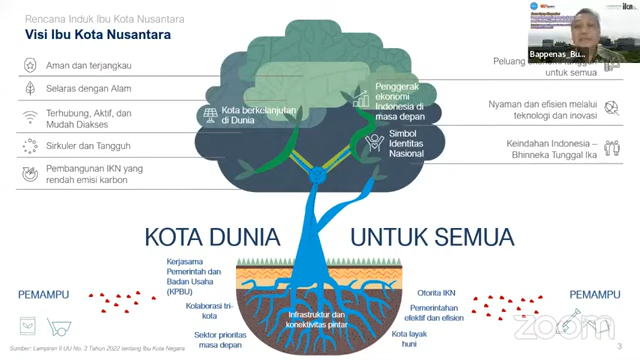 Rencana Induk Ibu Kota Nusantara
Visi Ibu Kota Nusantara
Aman dan terjangkau
Selaras dengan Alam
Terhubung, Aktif, dan
Mudah Diakses
Sirkuler dan Tangguh
Pembangunan IKN yang
rendah emisi karbon
Kota berkelanjutan
di Dunia
Penggerak
ekonomi
Indonesia di
masa depan
Simbol
Identitas
Nasional
Bappenas_Bu...
Peluang ekonomi
untuk semua
Nyaman dan efisien melalui
teknologi dan inovasi
Keindahan Indonesia –
Bhinneka Tunggal Ika
KOTA DUNIA UNTUK SEMUA
PEMAMPU
Kerjasama
Pemerintah dan
Badan Usaha
(KPBU)
Kolaborasi tri-
kota
Sektor prioritas
masa depan
Infrastruktur dan
konektivitas pintar
Otorita IKN
Pemerintahan
efektif dan efisien
Kota layak
huni
PEMAMPU
zoom
Sumber: Lampiran II UU No. 3 Tahun 2022 tentang Ibu Kota Negara
3